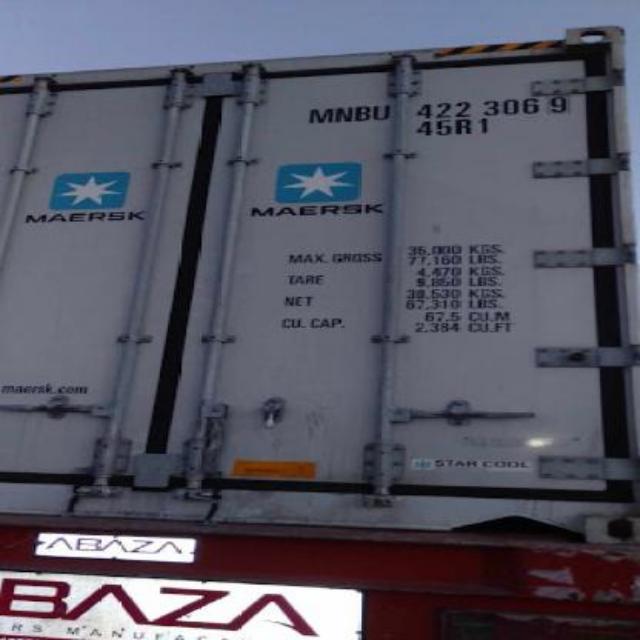 MNBU 422 306 9
45R1
MAERSK
MAERSK
MAX. GROSS 35.000 KGS.
77.160 LBS.
TARE 4.470 KGS.
9.850 LBS.
NET 30.530 KGS.
67.310 LBS.
CU. CAP. 67.5 CU.M
2.384 CU.FT
maersk.com
STAR COOL
ABAZA
BAZA
RS MANUFAC